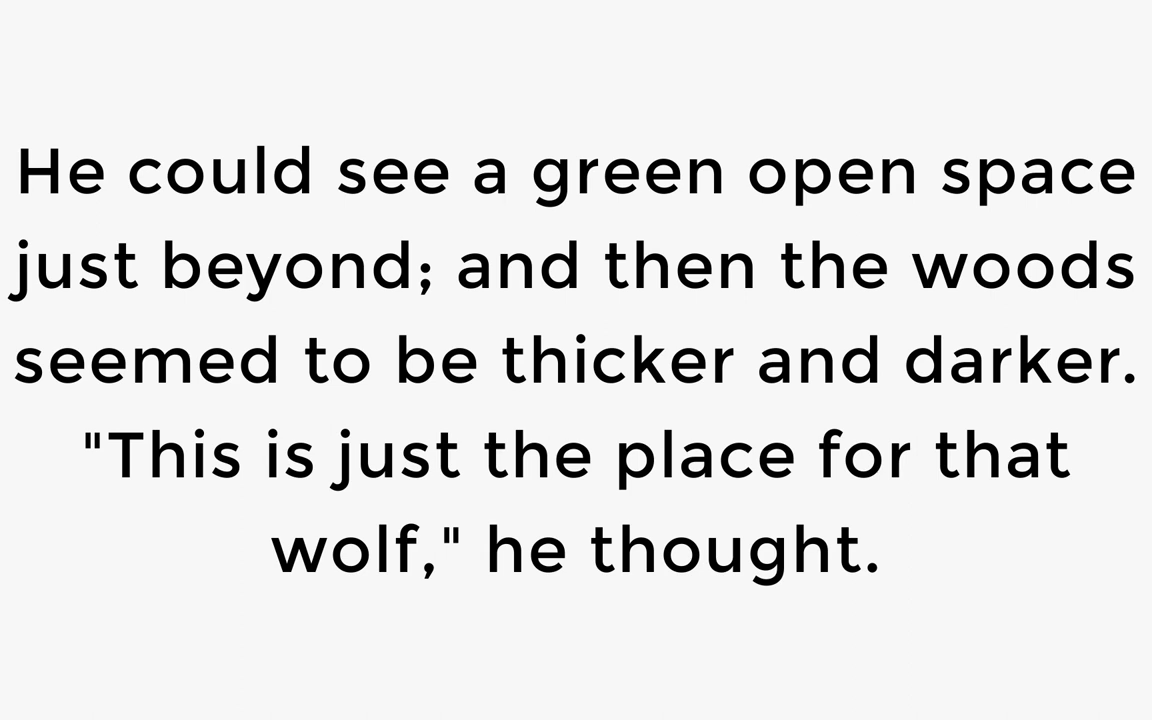 He could see a green open space
just beyond; and then the woods
seemed to be thicker and darker.
"This is just the place for that
wolf," he thought.